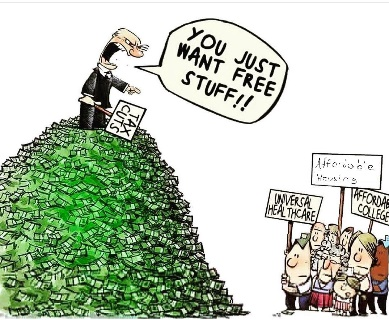 YOU JUST
WANT FREE
STUFF!!
TAX
CUTS
Affordable
Housing
UNIVERSAL
HEALTHCARE
AFFORDABLE
COLLEGE